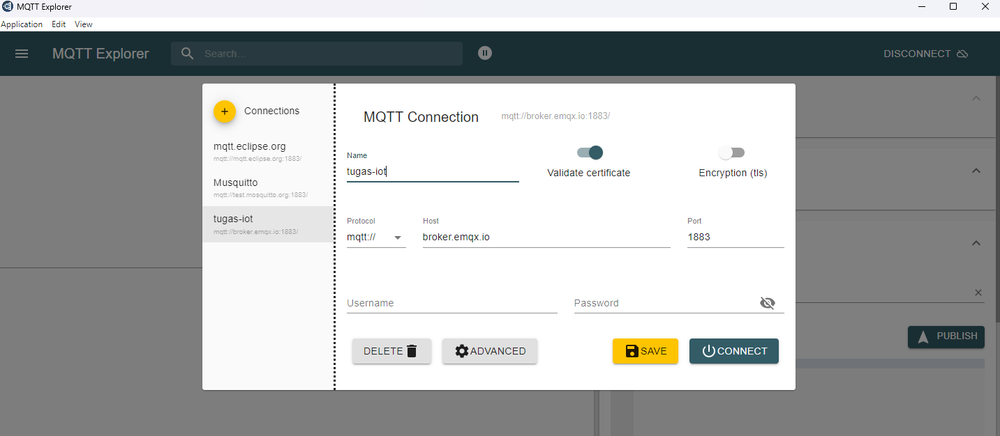 MQTT Explorer
Application Edit View
MQTT Explorer
Search...
DISCONNECT
Connections
mqtt.eclipse.org
mqtt://mqtt.eclipse.org:1883/
Musquitto
mqtt://test.mosquitto.org:1883/
tugas-iot
mqtt://broker.emqx.io:1883/
MQTT Connection
mqtt://broker.emqx.io:1883/
Name
tugas-iot
Validate certificate
Encryption (tls)
Protocol
mqtt://
Host
broker.emqx.io
Port
1883
Username
Password
DELETE
ADVANCED
SAVE
CONNECT
PUBLISH